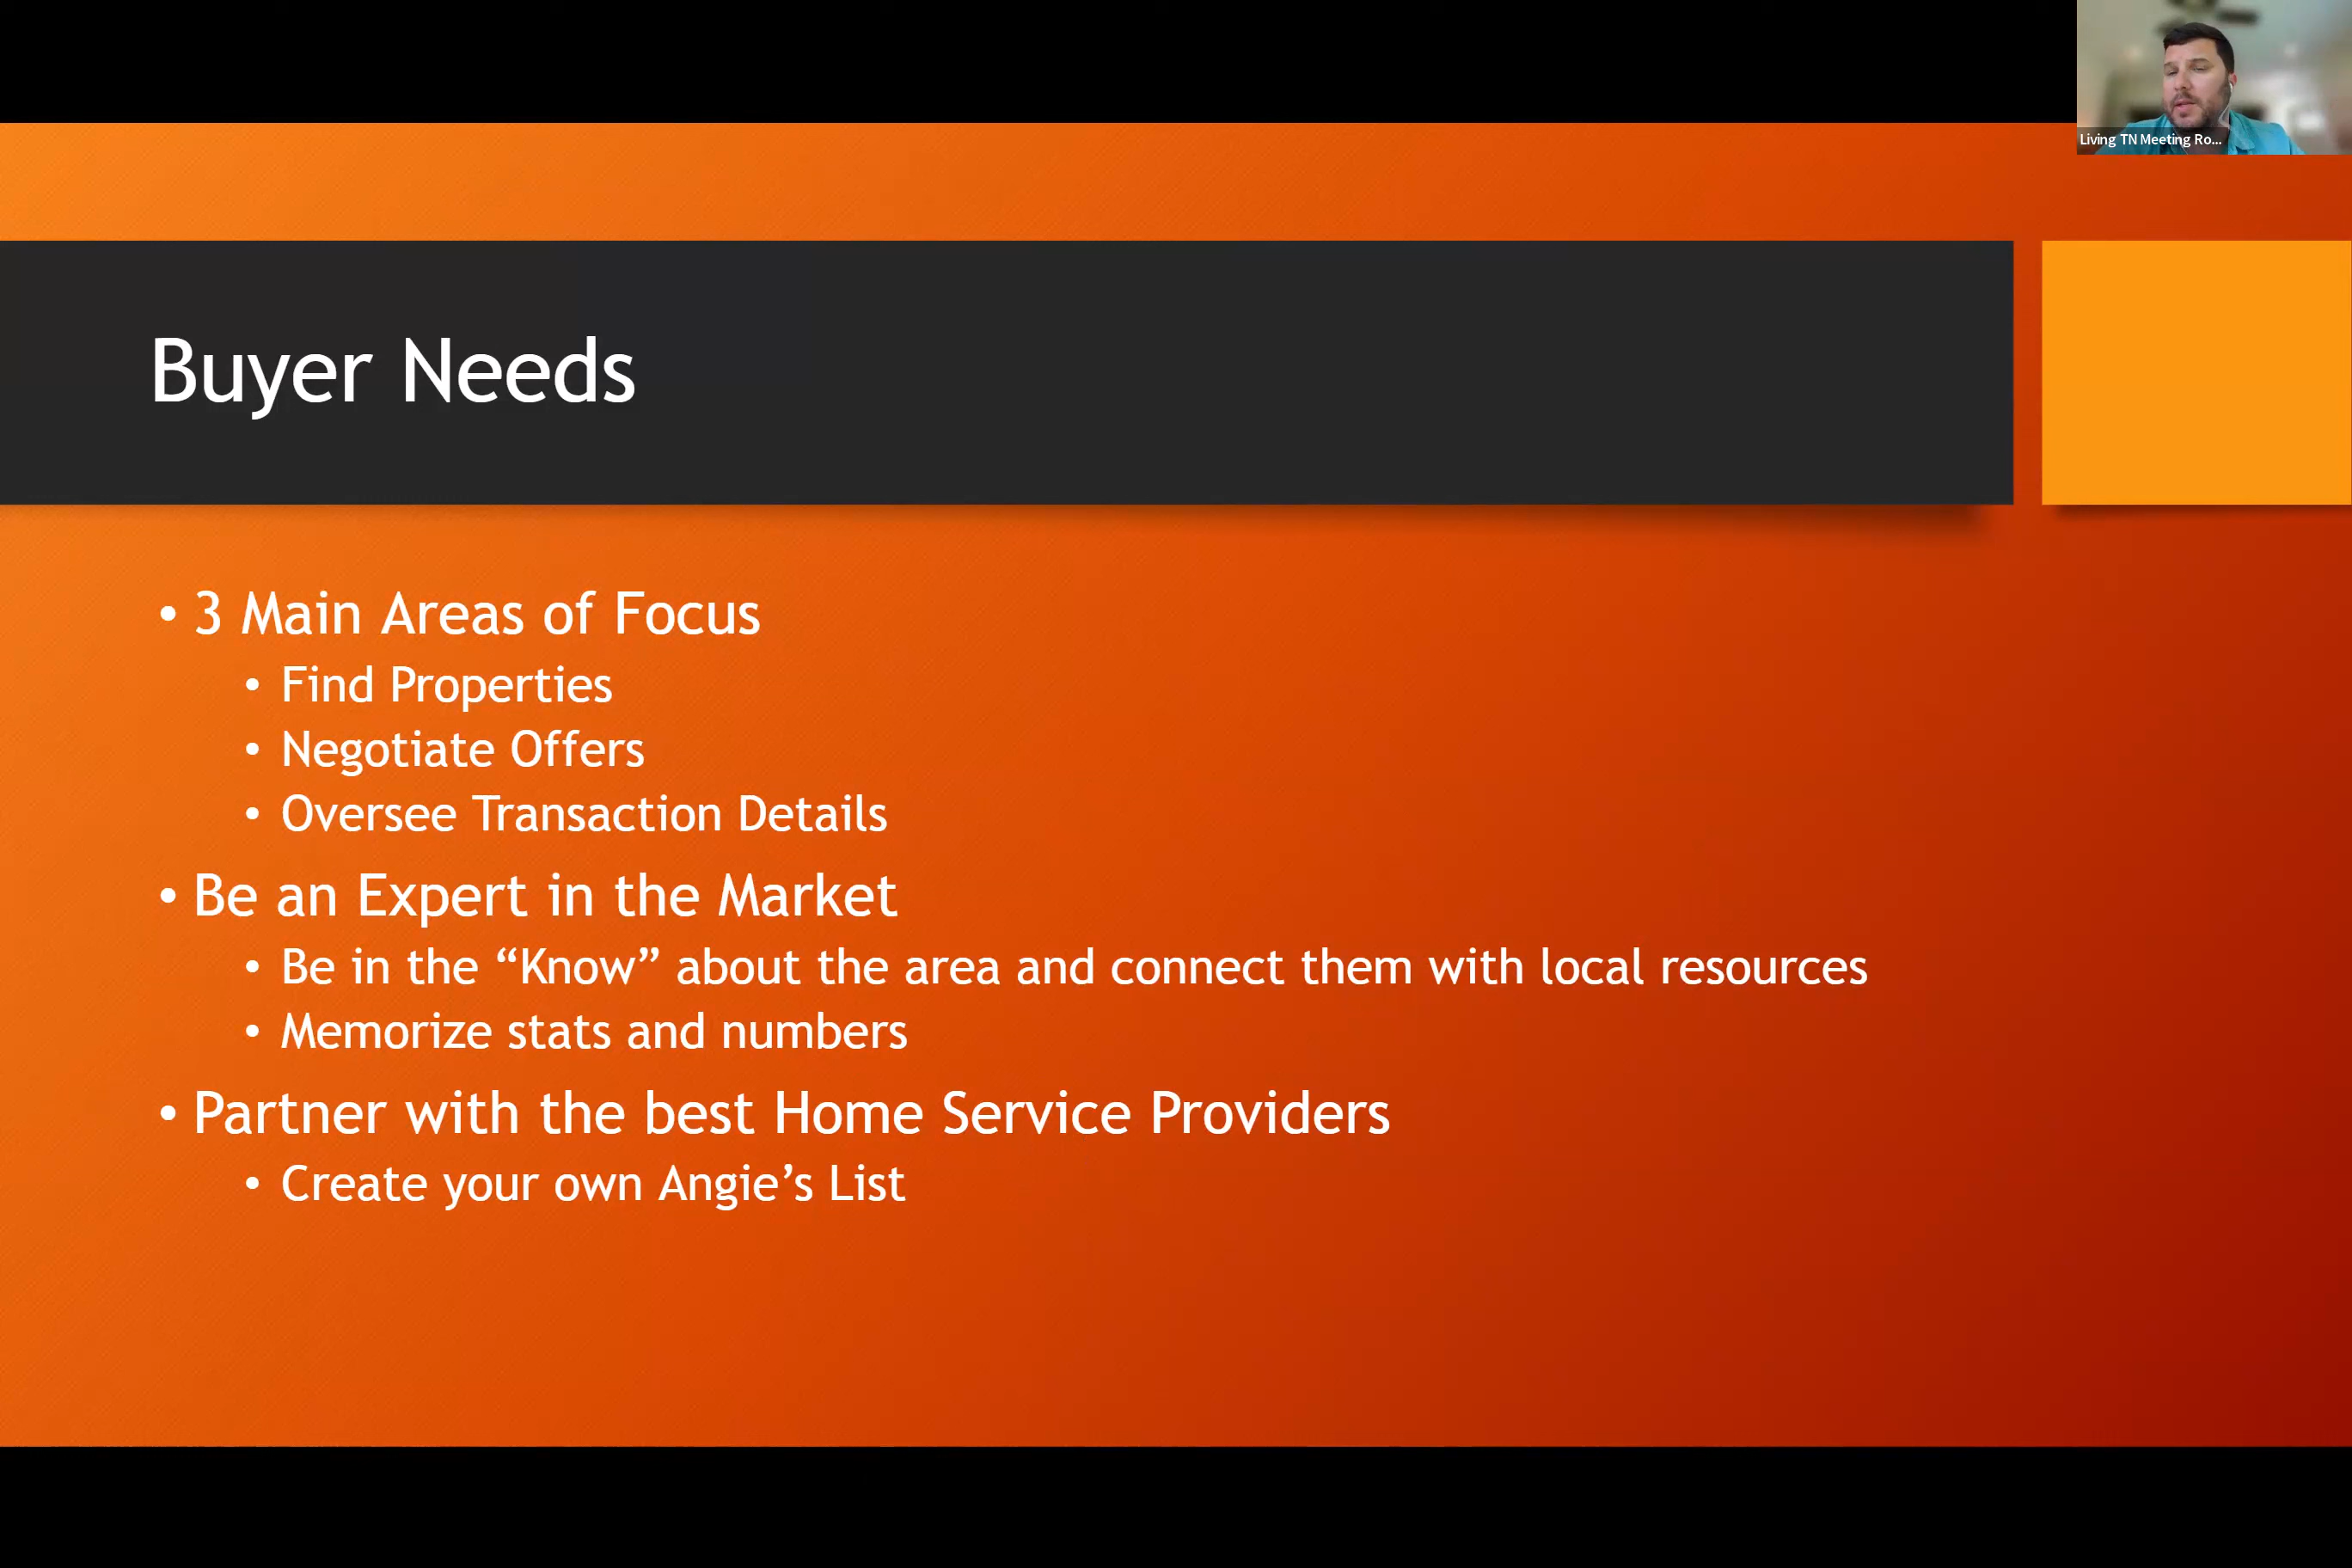 Living TN Meeting Ro...
Buyer Needs
• 3 Main Areas of Focus
• Find Properties
• Negotiate Offers
• Oversee Transaction Details
• Be an Expert in the Market
• Be in the “Know” about the area and connect them with local resources
• Memorize stats and numbers
• Partner with the best Home Service Providers
• Create your own Angie’s List